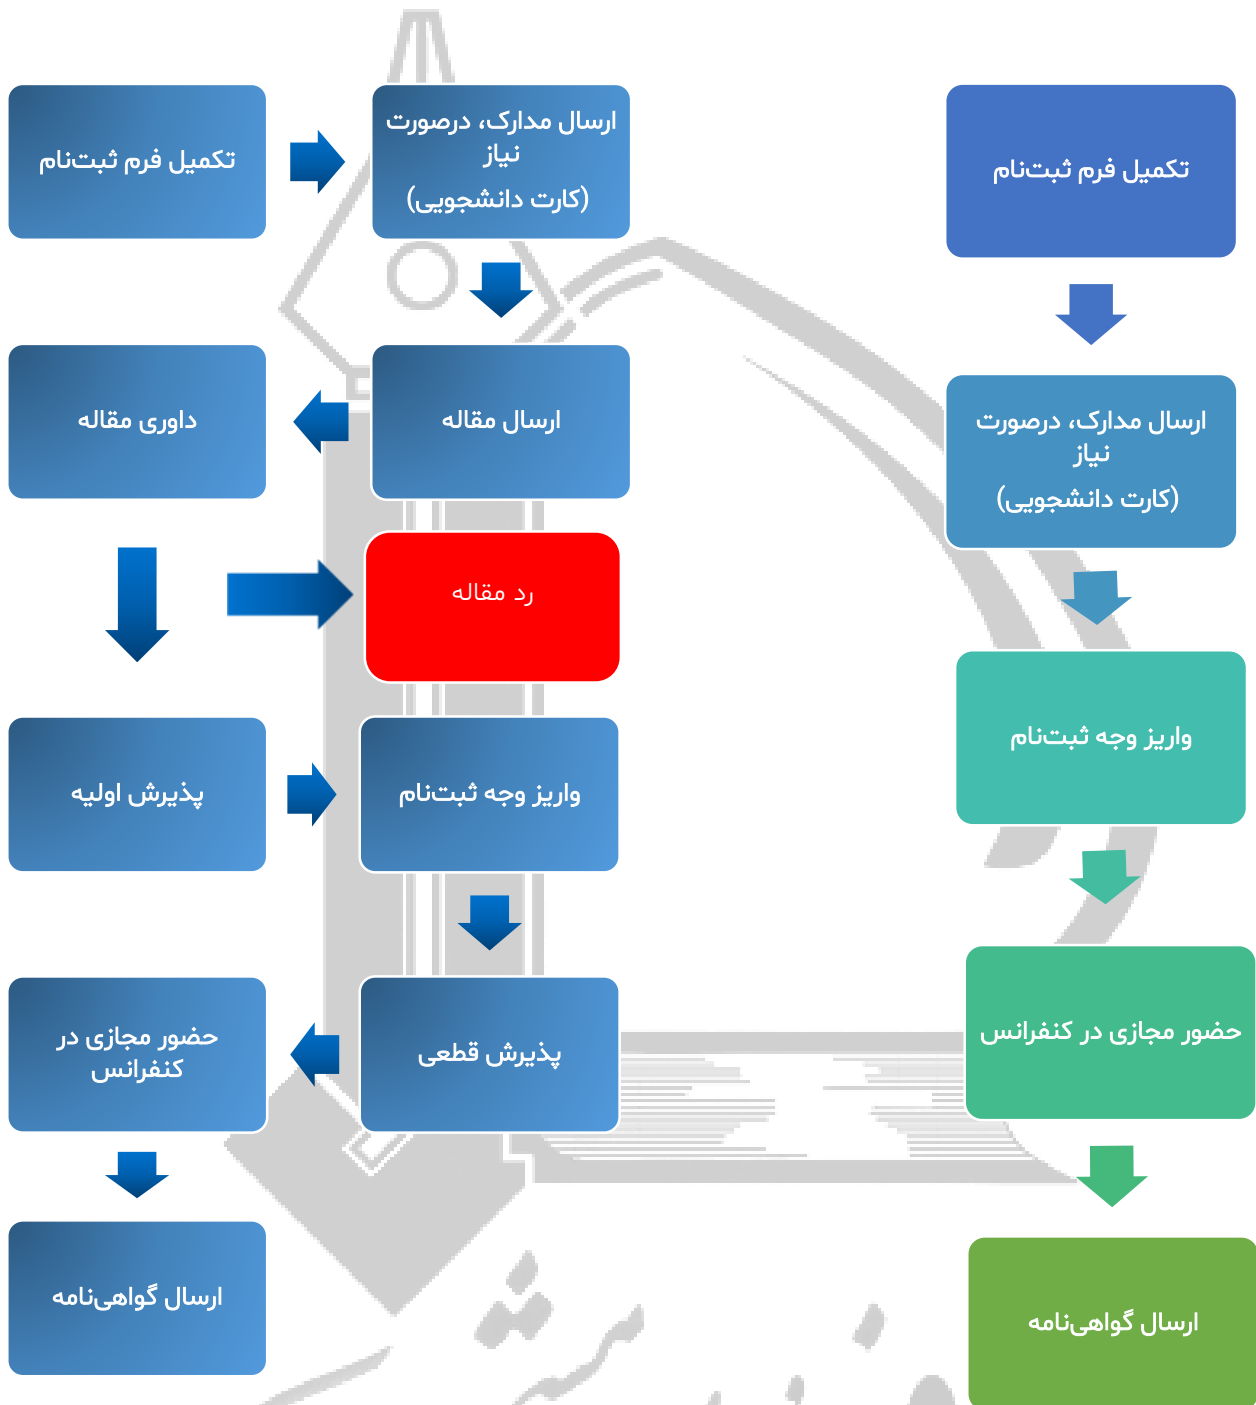 تکمیل فرم ثبت‌نام
ارسال مدارک، درصورت
نیاز
(کارت دانشجویی)
ارسال مقاله
داوری مقاله
رد مقاله
پذیرش اولیه
واریز وجه ثبت‌نام
پذیرش قطعی
حضور مجازی در
کنفرانس
ارسال گواهی‌نامه
تکمیل فرم ثبت‌نام
ارسال مدارک، درصورت
نیاز
(کارت دانشجویی)
واریز وجه ثبت‌نام
حضور مجازی در کنفرانس
ارسال گواهی‌نامه